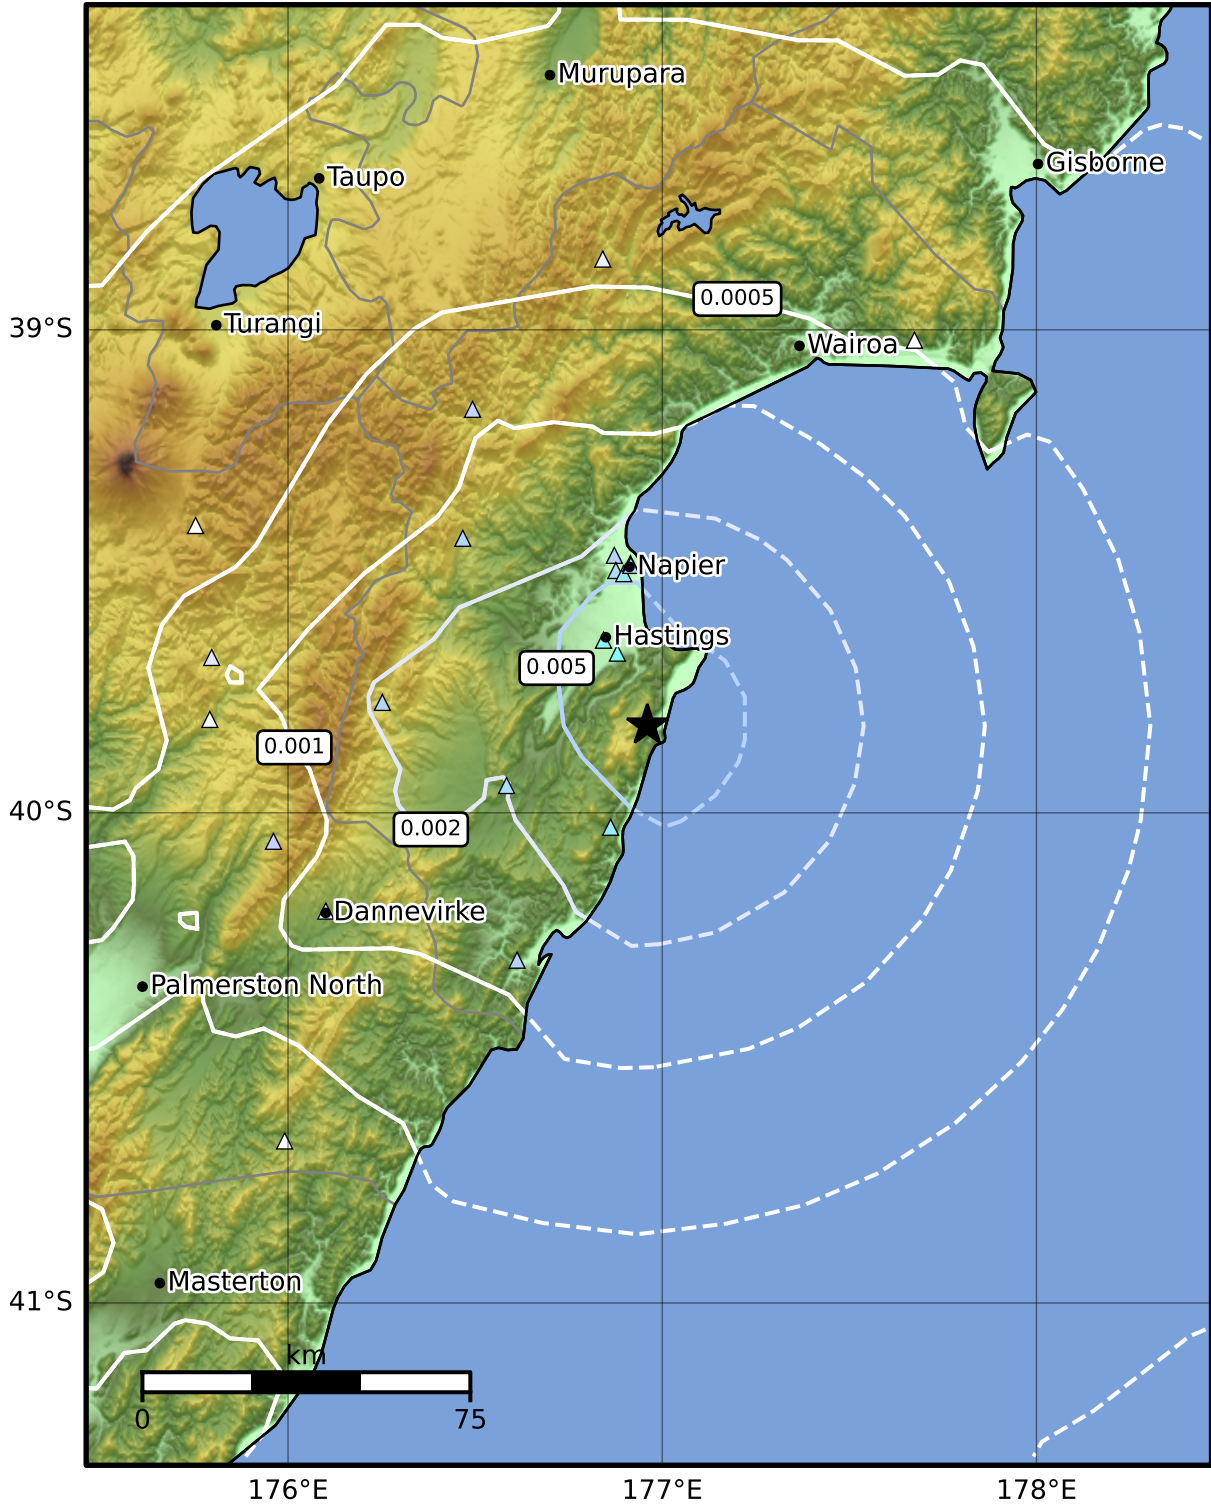 Murupara
Gisborne
Taupo
0.0005
Turangi
39°S
Wairoa
Napier
Hastings
0.005
0.001
40°S
0.002
Dannevirke
Palmerston North
Masterton
41°S
km
0
75
176°E
177°E
178°E